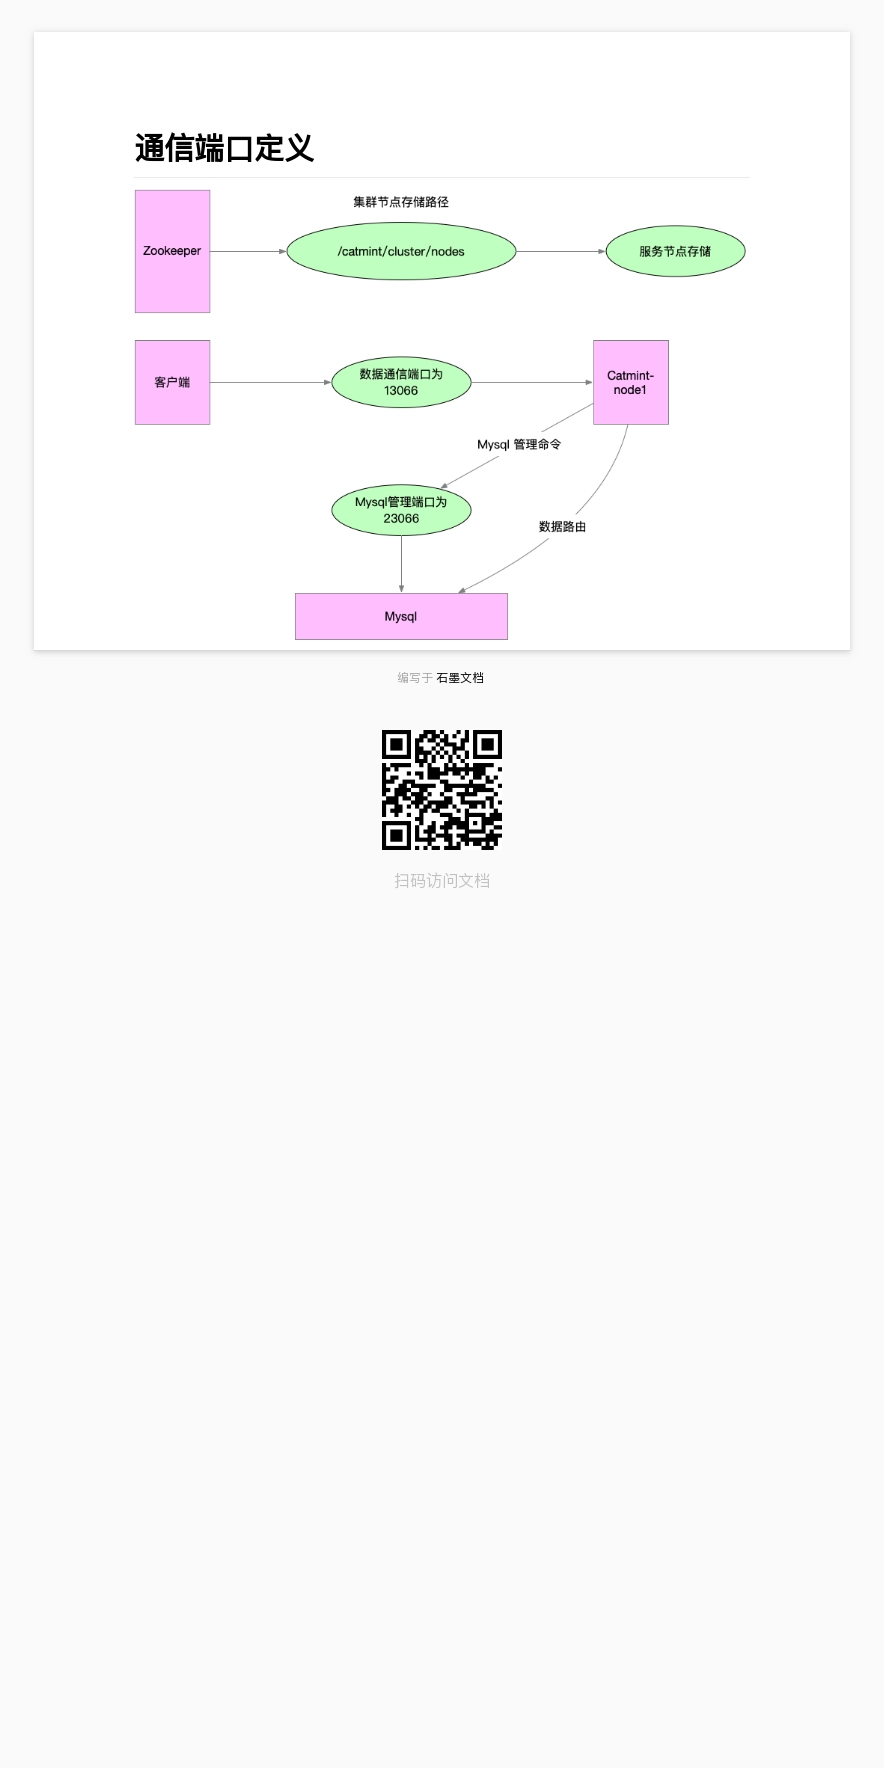 通信端口定义
集群节点存储路径
Zookeeper
/catmint/cluster/nodes
服务节点存储
客户端
数据通信端口为
13066
Catmint-
node1
Mysql 管理命令
Mysql管理端口为
23066
数据路由
Mysql
编写于 石墨文档
扫码访问文档